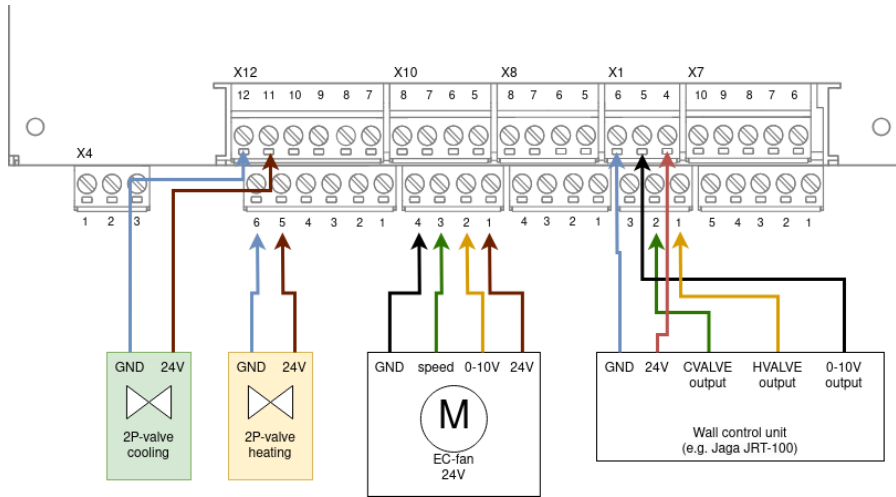 X12 X10 X8 X1 X7
12 11 10 9 8 7 8 7 6 5 8 7 6 5 6 5 4 10 9 8 7 6
X4
1 2 3 6 5 4 3 2 1 4 3 2 1 4 3 2 1 3 2 1 5 4 3 2 1
GND 24V
2P-valve
cooling
GND 24V
2P-valve
heating
GND speed 0-10V 24V
M
EC-fan
24V
GND 24V CVALVE HVALVE 0-10V
output output output
Wall control unit
(e.g. Jaga JRT-100)